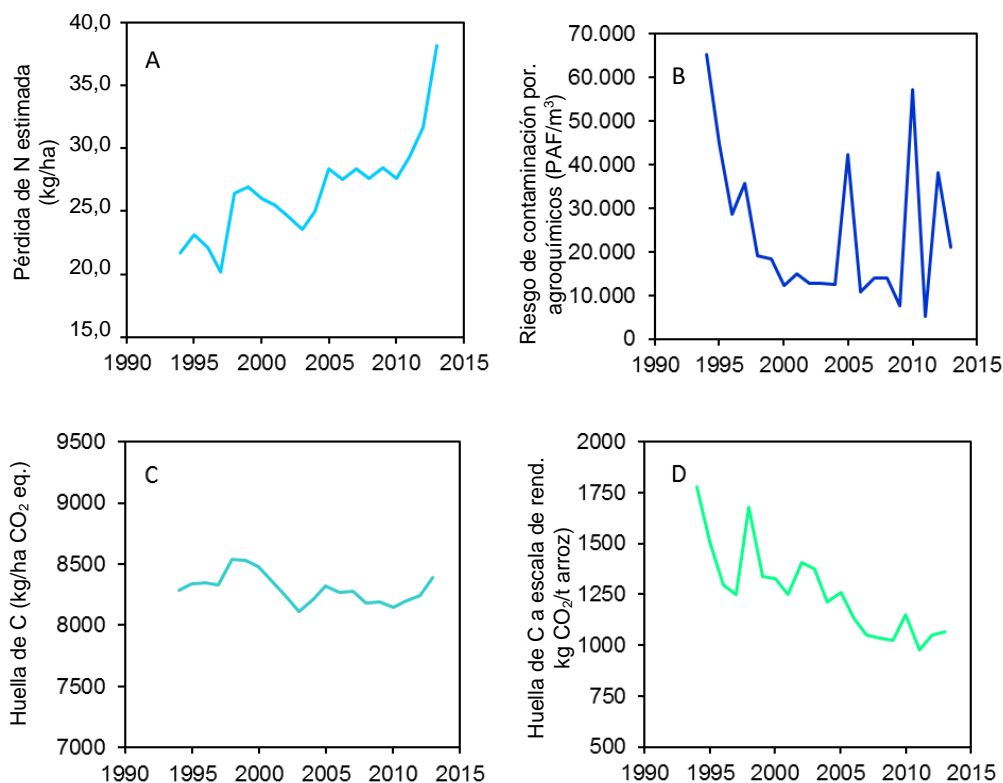 Pérdida de N estimada
(kg/ha)
40,0
35,0
30,0
25,0
20,0
15,0
A
1990 1995 2000 2005 2010 2015
Riesgo de contaminación por.
agroquímicos (PAF/m³)
70.000
60.000
50.000
40.000
30.000
20.000
10.000
0
B
1990 1995 2000 2005 2010 2015
Huella de C (kg/ha CO₂ eq.)
9500
9000
8500
8000
7500
7000
C
1990 1995 2000 2005 2010 2015
Huella de C a escala de rend.
kg CO₂/t arroz)
2000
1750
1500
1250
1000
750
500
D
1990 1995 2000 2005 2010 2015